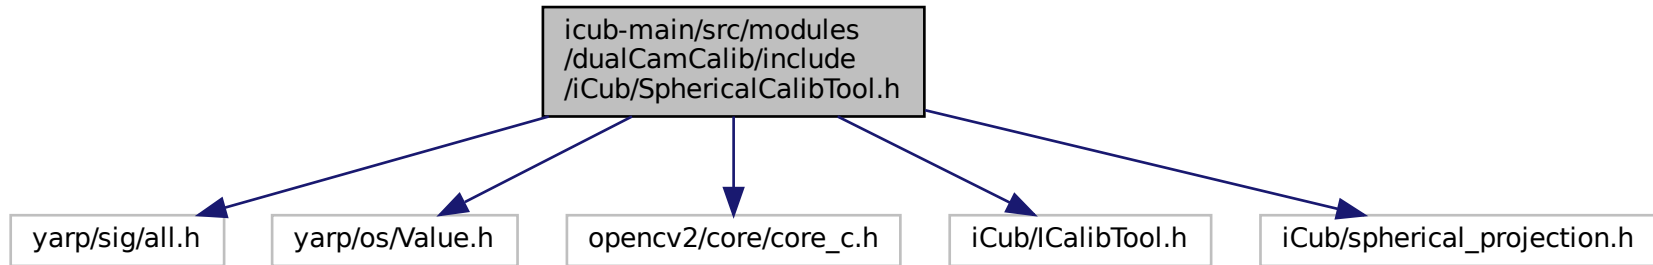 icub-main/src/modules
/dualCamCalib/include
/iCub/SphericalCalibTool.h
yarp/sig/all.h
yarp/os/Value.h
opencv2/core/core_c.h
iCub/ICalibTool.h
iCub/spherical_projection.h